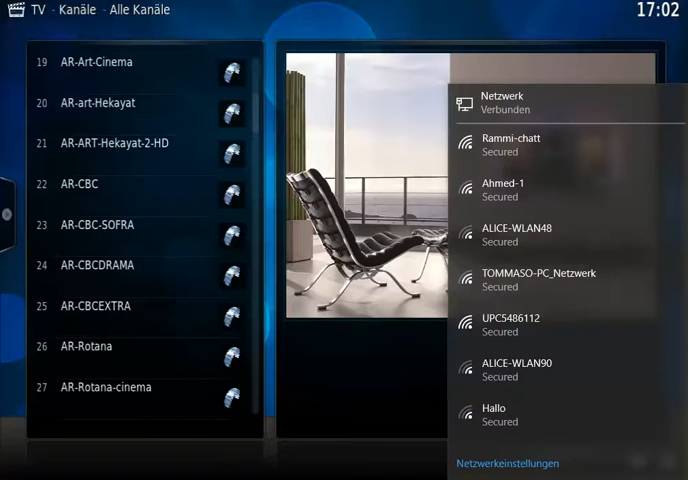 TV - Kanäle - Alle Kanäle
17:02
19 AR-Art-Cinema
20 AR-art-Hekayat
21 AR-ART-Hekayat-2-HD
22 AR-CBC
23 AR-CBC-SOFRA
24 AR-CBCDRAMA
25 AR-CBCEXTRA
26 AR-Rotana
27 AR-Rotana-cinema
Netzwerk
Verbunden
Rammi-chatt
Secured
Ahmed-1
Secured
ALICE-WLAN48
Secured
TOMMASO-PC_Netzwerk
Secured
UPC5486112
Secured
ALICE-WLAN90
Secured
Hallo
Secured
Netzwerkeinstellungen